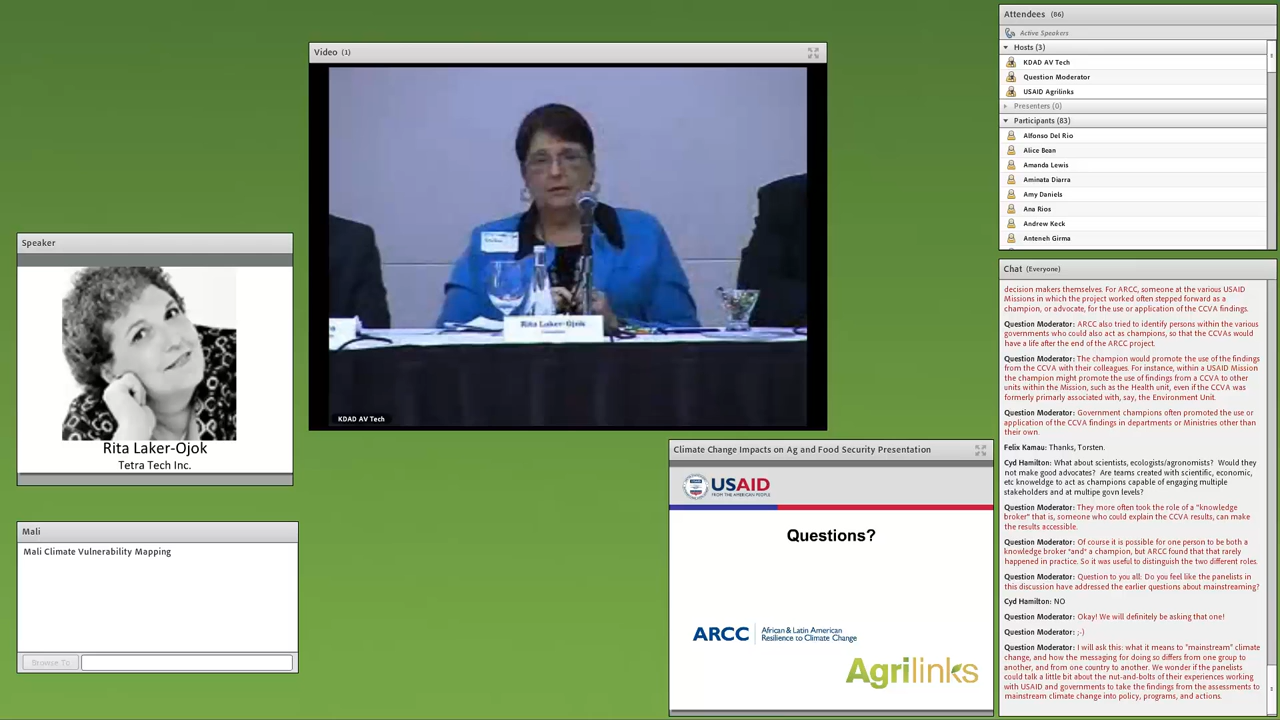 Video (1)
KDAD AV Tech
Rita Laker-Ojok
Speaker
Rita Laker-Ojok
Tetra Tech Inc.
Mali
Mali Climate Vulnerability Mapping
Browse To
Climate Change Impacts on Ag and Food Security Presentation
USAID
FROM THE AMERICAN PEOPLE
Questions?
ARCC
African & Latin American
Resilience to Climate Change
Agrilinks
Attendees (86)
Active Speakers
Hosts (3)
KDAD AV Tech
Question Moderator
USAID Agrilinks
Presenters (0)
Participants (83)
Alfonso Del Rio
Alice Bean
Amanda Lewis
Aminata Diarra
Amy Daniels
Ana Rios
Andrew Keck
Anteneh Girma
Chat (Everyone)
decision makers themselves. For ARCC, someone at the various USAID
Missions in which the project worked often stepped forward as a
champion, or advocate, for the use or application of the CCVA findings.
Question Moderator: ARCC also tried to identify persons within the various
governments who could also act as champions, so that the CCVAs would
have a life after the end of the ARCC project.
Question Moderator: The champion would promote the use of the findings
from the CCVA with their colleagues. For instance, within a USAID Mission
the champion might promote the use of findings from a CCVA to other
units within the Mission, such as the Health unit, even if the CCVA was
formerly primarily associated with, say, the Environment Unit.
Question Moderator: Government champions often promoted the use or
application of the CCVA findings in departments or Ministries other than
their own.
Felix Kamau: Thanks, Torsten.
Cyd Hamilton: What about scientists, ecologists/agronomists? Would they
not make good advocates? Are teams created with scientific, economic,
etc knoweldge to act as champions capable of engaging multiple
stakeholders and at multiple govn levels?
Question Moderator: They more often took the role of a "knowledge
broker" that is, someone who could explain the CCVA results, can make
the results accessible.
Question Moderator: Of course it is possible for one person to be both a
knowledge broker *and* a champion, but ARCC found that that rarely
happened in practice. So it was useful to distinguish the two different roles.
Question Moderator: Question to you all: Do you feel like the panelists in
this discussion have addressed the earlier questions about mainstreaming?
Cyd Hamilton: NO
Question Moderator: Okay! We will definitely be asking that one!
Question Moderator: ;-)
Question Moderator: I will ask this: what it means to "mainstream" climate
change, and how the messaging for doing so differs from one group to
another, and from one country to another. We wonder if the panelists
could talk a little bit about the nut-and-bolts of their experiences working
with USAID and governments to take the findings from the assessments to
mainstream climate change into policy, programs, and actions.